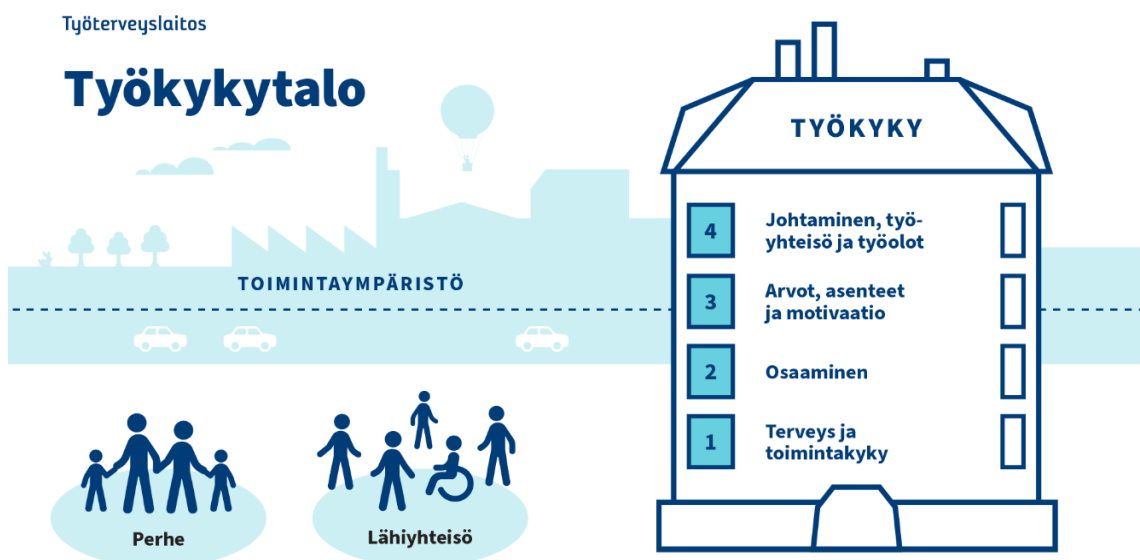 Työterveyslaitos
Työkykytalo
TYÖKYKY
4
Johtaminen, työ-
yhteisö ja työolot
3
Arvot, asenteet
ja motivaatio
2
Osaaminen
1
Terveys ja
toimintakyky
TOIMINTAYMPÄRISTÖ
Perhe
Lähiyhteisö